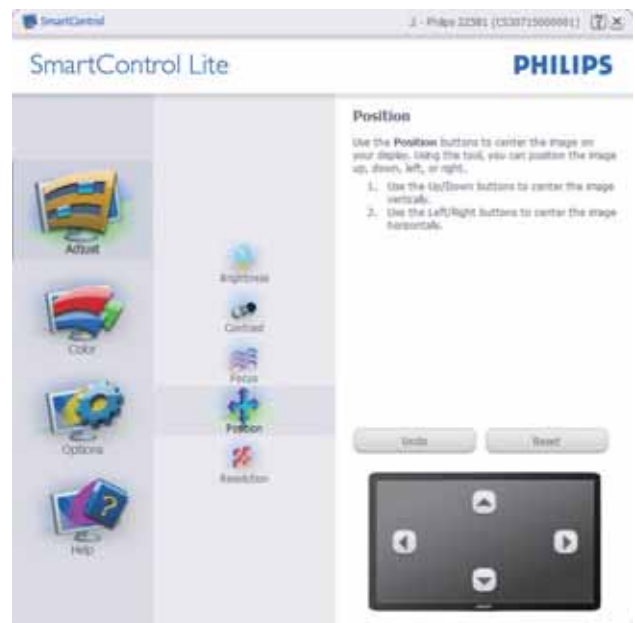 SmartControl
SmartControl Lite
PHILIPS
Adjust
Color
Options
Help
Brightness
Contrast
Focus
Position
Resolution
Position
Use the Position buttons to center the image on
your display. Using the tool, you can position the image
up, down, left, or right.
1. Use the Up/Down buttons to center the image
vertically.
2. Use the Left/Right buttons to center the image
horizontally.
Undo
Reset